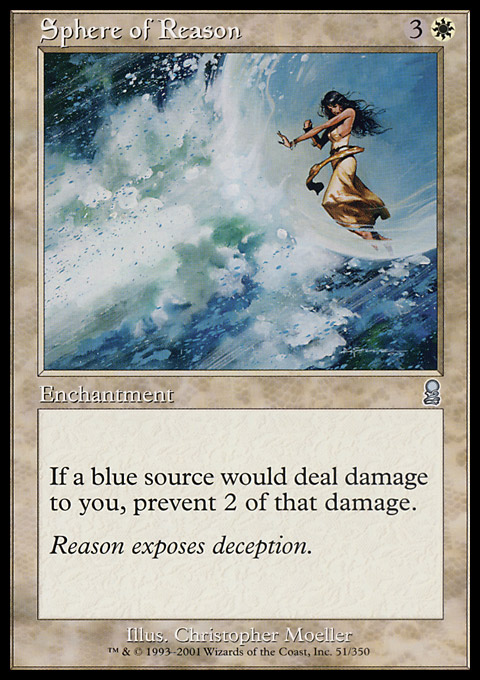 Sphere of Reason 3
Enchantment
If a blue source would deal damage
to you, prevent 2 of that damage.
Reason exposes deception.
Illus. Christopher Moeller
™ & © 1993–2001 Wizards of the Coast, Inc. 51/350